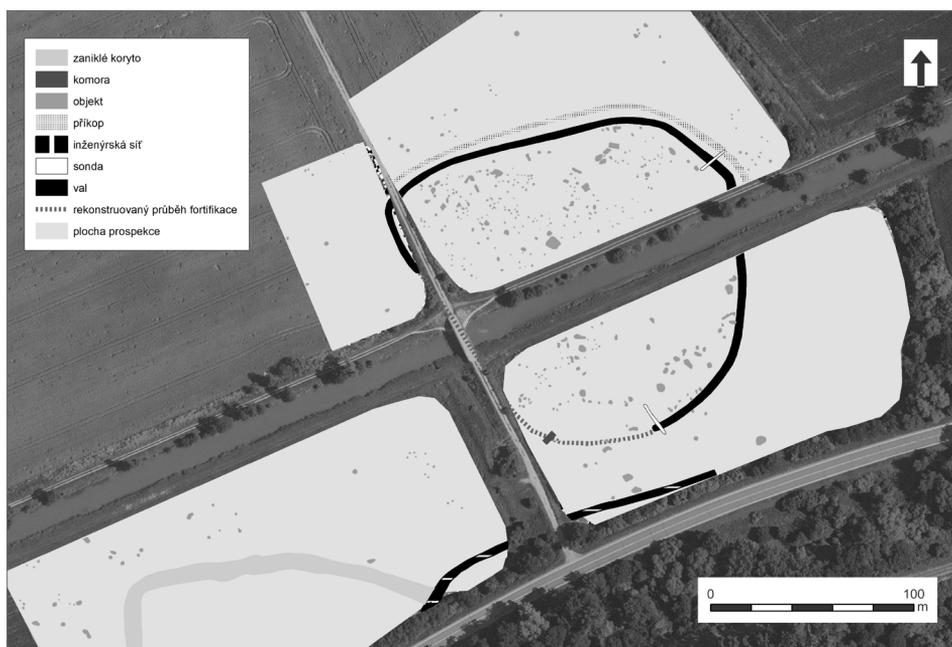 zaniklé koryto
komora
objekt
příkop
inženýrská síť
sonda
val
rekonstruovaný průběh fortifikace
plocha prospekce
0 100
m